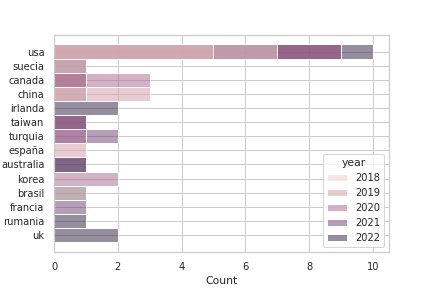 usa
suecia
canada
china
irlanda
taiwan
turquia
españa
australia
korea
brasil
francia
rumania
uk
0 2 4 6 8 10
Count
year
2018
2019
2020
2021
2022